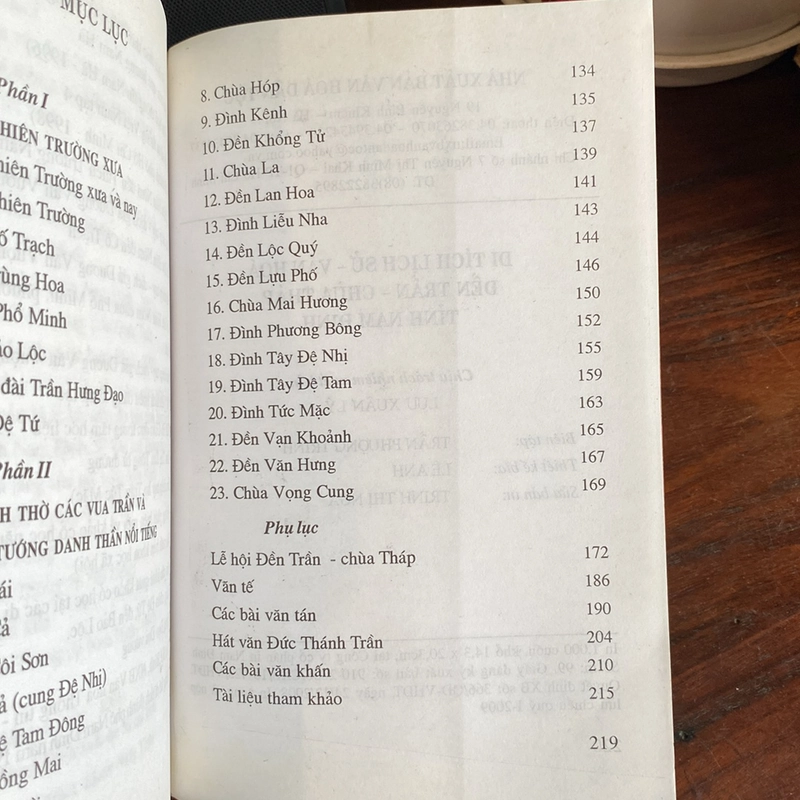 MỤC LỤC
Phần I
HIÊN TRƯỜNG XƯA
hiên Trường xưa và nay
hiên Trường
ố Trạch
ùng Hoa
Phổ Minh
ảo Lộc
đài Trần Hưng Đạo
Đệ Tứ
Phần II
H THỜ CÁC VUA TRẦN VÀ
TƯỚNG DANH THẦN NỔI TIẾNG
ái
ả
ôi Sơn
ả (cung Đệ Nhị)
ệ Tam Đông
ồng Mai
8. Chùa Hóp 134
9. Đình Kênh 135
10. Đền Khổng Tử 137
11. Chùa La 139
12. Đền Lan Hoa 141
13. Đình Liễu Nha 143
14. Đền Lộc Quý 144
15. Đền Lựu Phố 146
16. Chùa Mai Hương 150
17. Đình Phương Bông 152
18. Đình Tây Đệ Nhị 155
19. Đình Tây Đệ Tam 159
20. Đình Tức Mặc 163
21. Đền Vạn Khoảnh 165
22. Đền Văn Hưng 167
23. Chùa Vọng Cung 169
Phụ lục
Lễ hội Đền Trần - chùa Tháp 172
Văn tế 186
Các bài văn tán 190
Hát văn Đức Thánh Trần 204
Các bài văn khấn 210
Tài liệu tham khảo 215
219